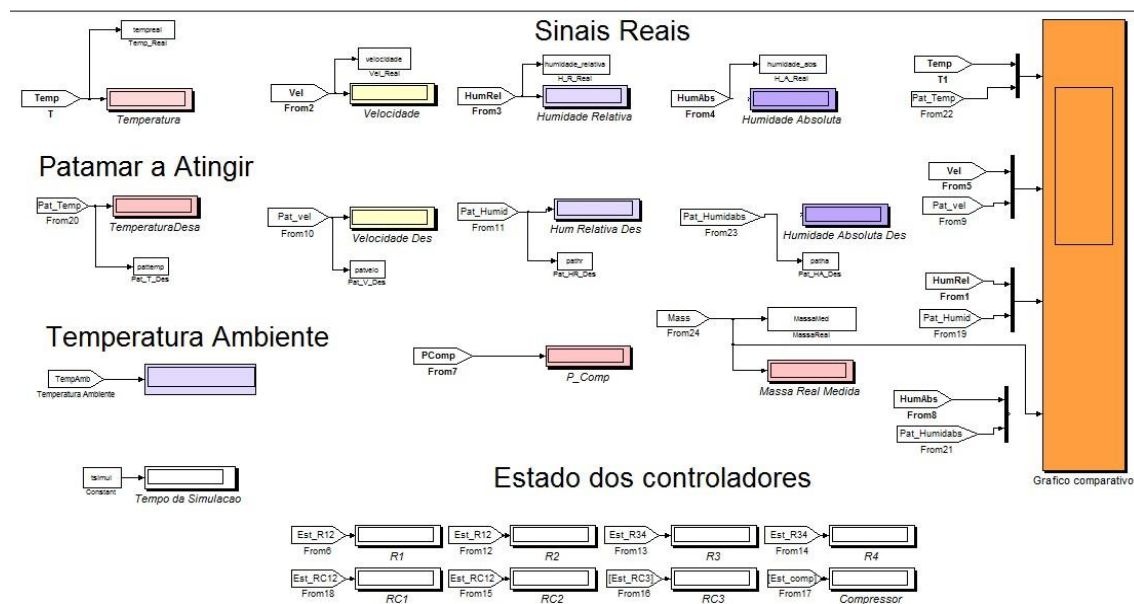 Sinais Reais
tempreal
Temp_Real
Temp
T
Temperatura
velocidade
Vel_Real
Vel
From2
Velocidade
humidade_relativa
H_R_Real
HumRel
From3
Humidade Relativa
humidade_abs
H_A_Real
HumAbs
From4
Humidade Absoluta
Temp
T1
Pat_Temp
From22
Patamar a Atingir
Pat_Temp
From20
TemperaturaDesa
pattemp
Pat_T_Des
Pat_vel
From10
Velocidade Des
patvelo
Pat_V_Des
Pat_Humid
From11
Hum Relativa Des
pathr
Pat_HR_Des
Pat_Humidabs
From23
Humidade Absoluta Des
patha
Pat_HA_Des
Vel
From5
Pat_vel
From9
HumRel
From1
Pat_Humid
From19
Temperatura Ambiente
TempAmb
Temperatura Ambiente
PComp
From7
P_Comp
Mass
From24
MassaMed
MassaReal
Massa Real Medida
HumAbs
From8
Pat_Humidabs
From21
Grafico comparativo
tsimul
Constant
Tempo da Simulacao
Estado dos controladores
Est_R12
From6
R1
Est_R12
From12
R2
Est_R34
From13
R3
Est_R34
From14
R4
Est_RC12
From18
RC1
Est_RC12
From15
RC2
[Est_RC3]
From16
RC3
[Est_comp]
From17
Compressor